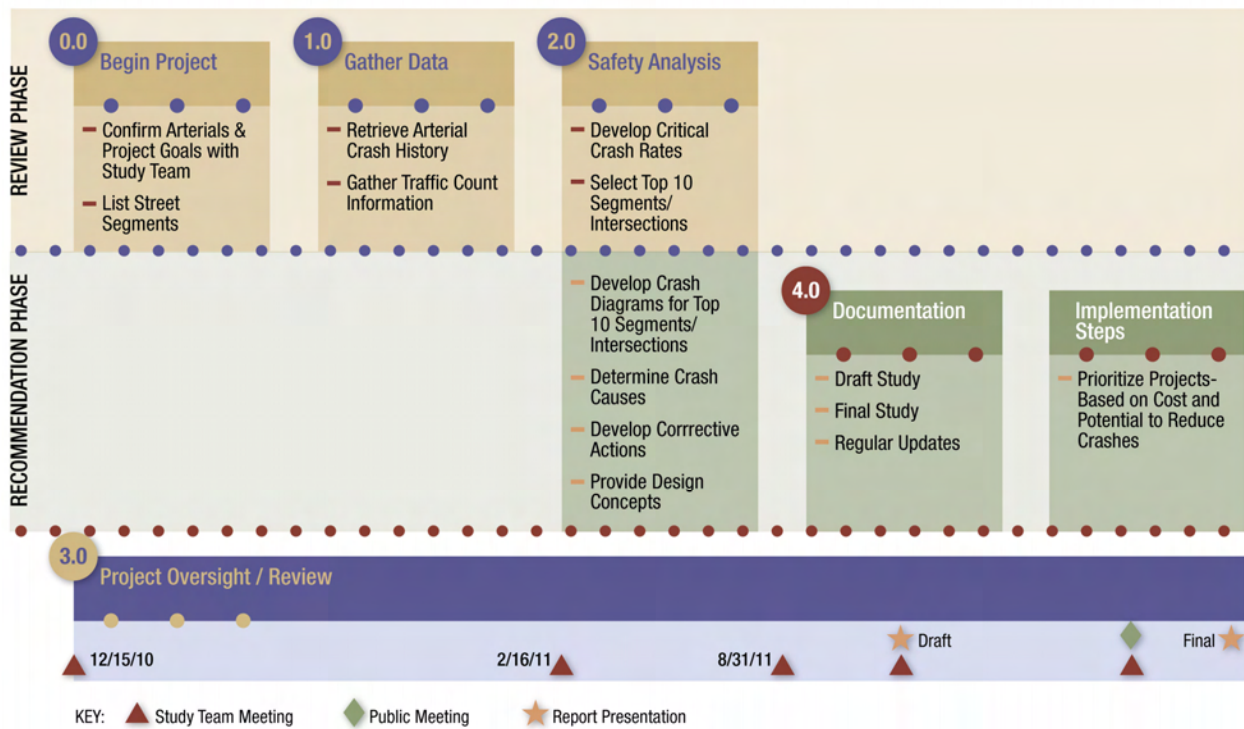 REVIEW PHASE
0.0
Begin Project
Confirm Arterials &
Project Goals with
Study Team
List Street
Segments
1.0
Gather Data
Retrieve Arterial
Crash History
Gather Traffic Count
Information
2.0
Safety Analysis
Develop Critical
Crash Rates
Select Top 10
Segments/
Intersections
RECOMMENDATION PHASE
Develop Crash
Diagrams for Top
10 Segments/
Intersections
Determine Crash
Causes
Develop Corrrective
Actions
Provide Design
Concepts
4.0
Documentation
Draft Study
Final Study
Regular Updates
Implementation
Steps
Prioritize Projects-
Based on Cost and
Potential to Reduce
Crashes
3.0
Project Oversight / Review
Draft
Final
12/15/10
2/16/11
8/31/11
KEY:
Study Team Meeting
Public Meeting
Report Presentation